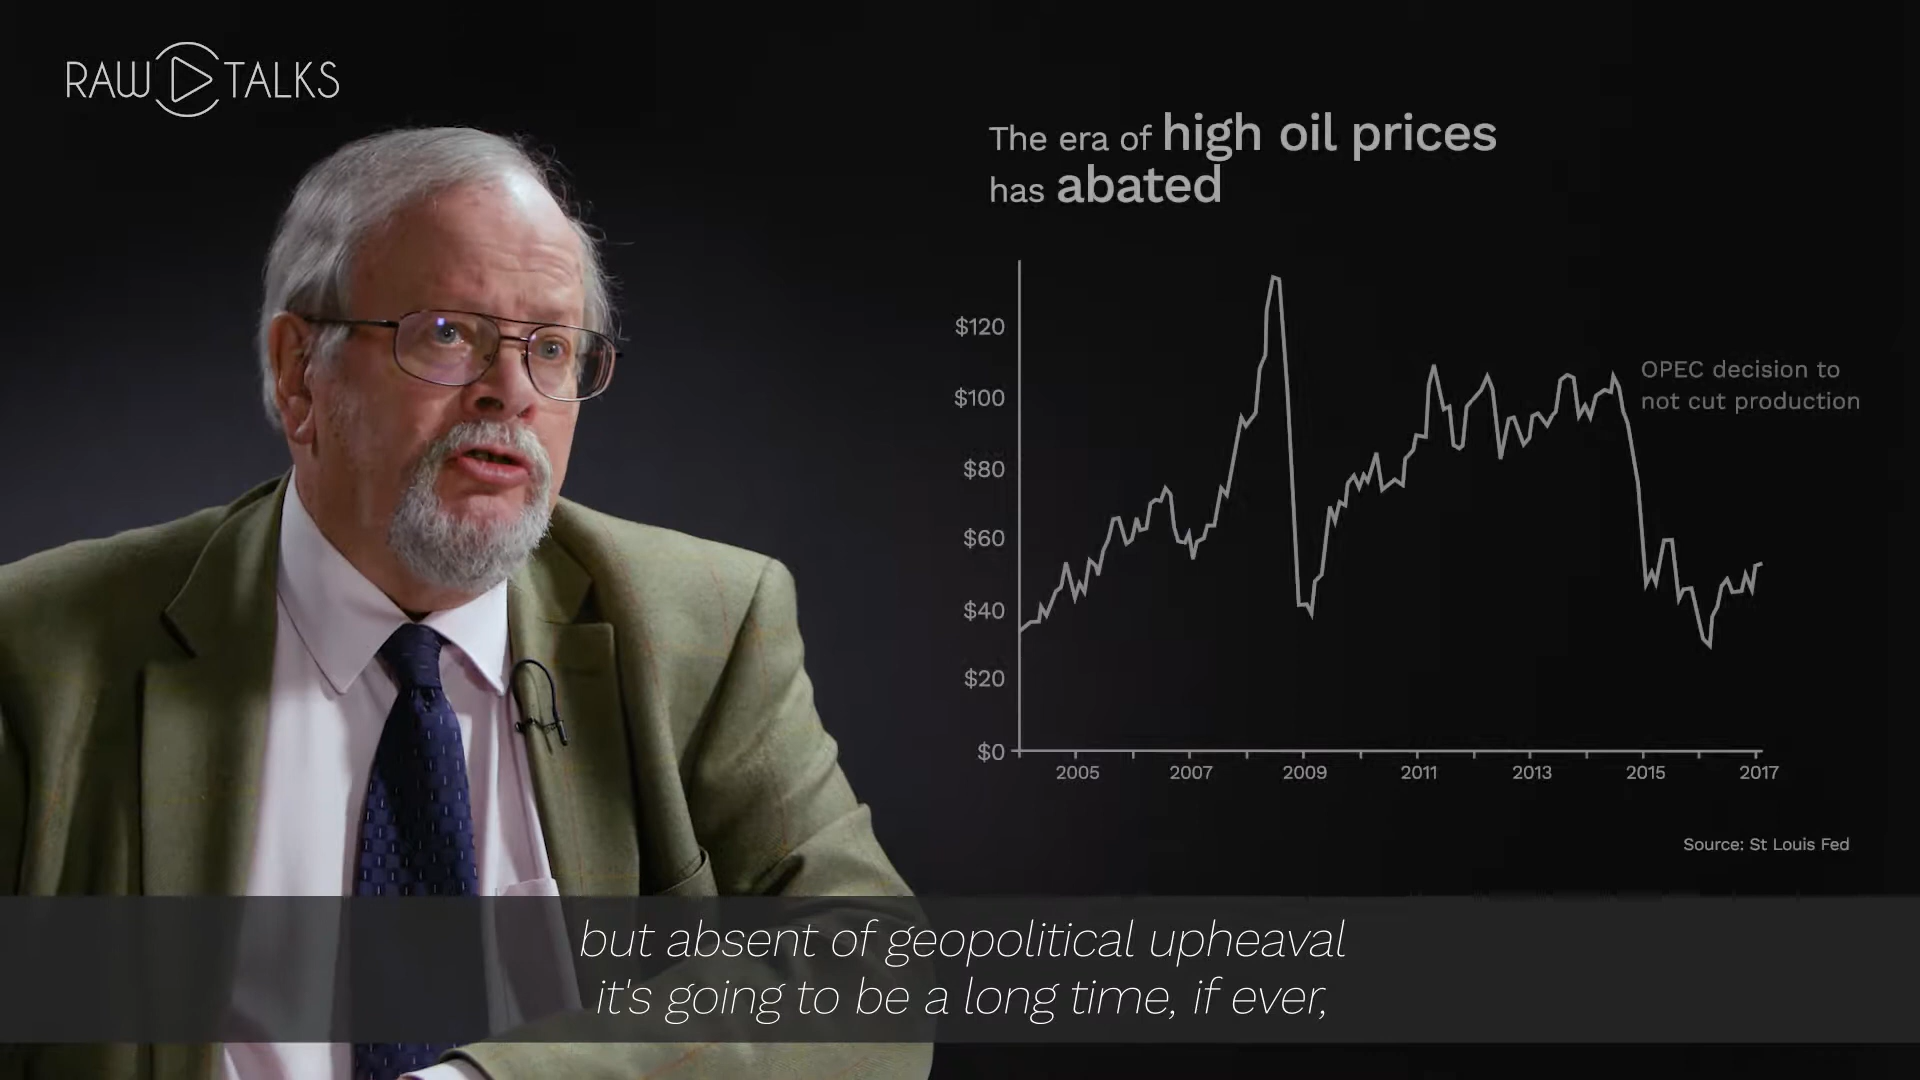 RAW TALKS
The era of high oil prices
has abated
$120
$100
$80
$60
$40
$20
$0
OPEC decision to
not cut production
2005 2007 2009 2011 2013 2015 2017
Source: St Louis Fed
but absent of geopolitical upheaval
it's going to be a long time, if ever,